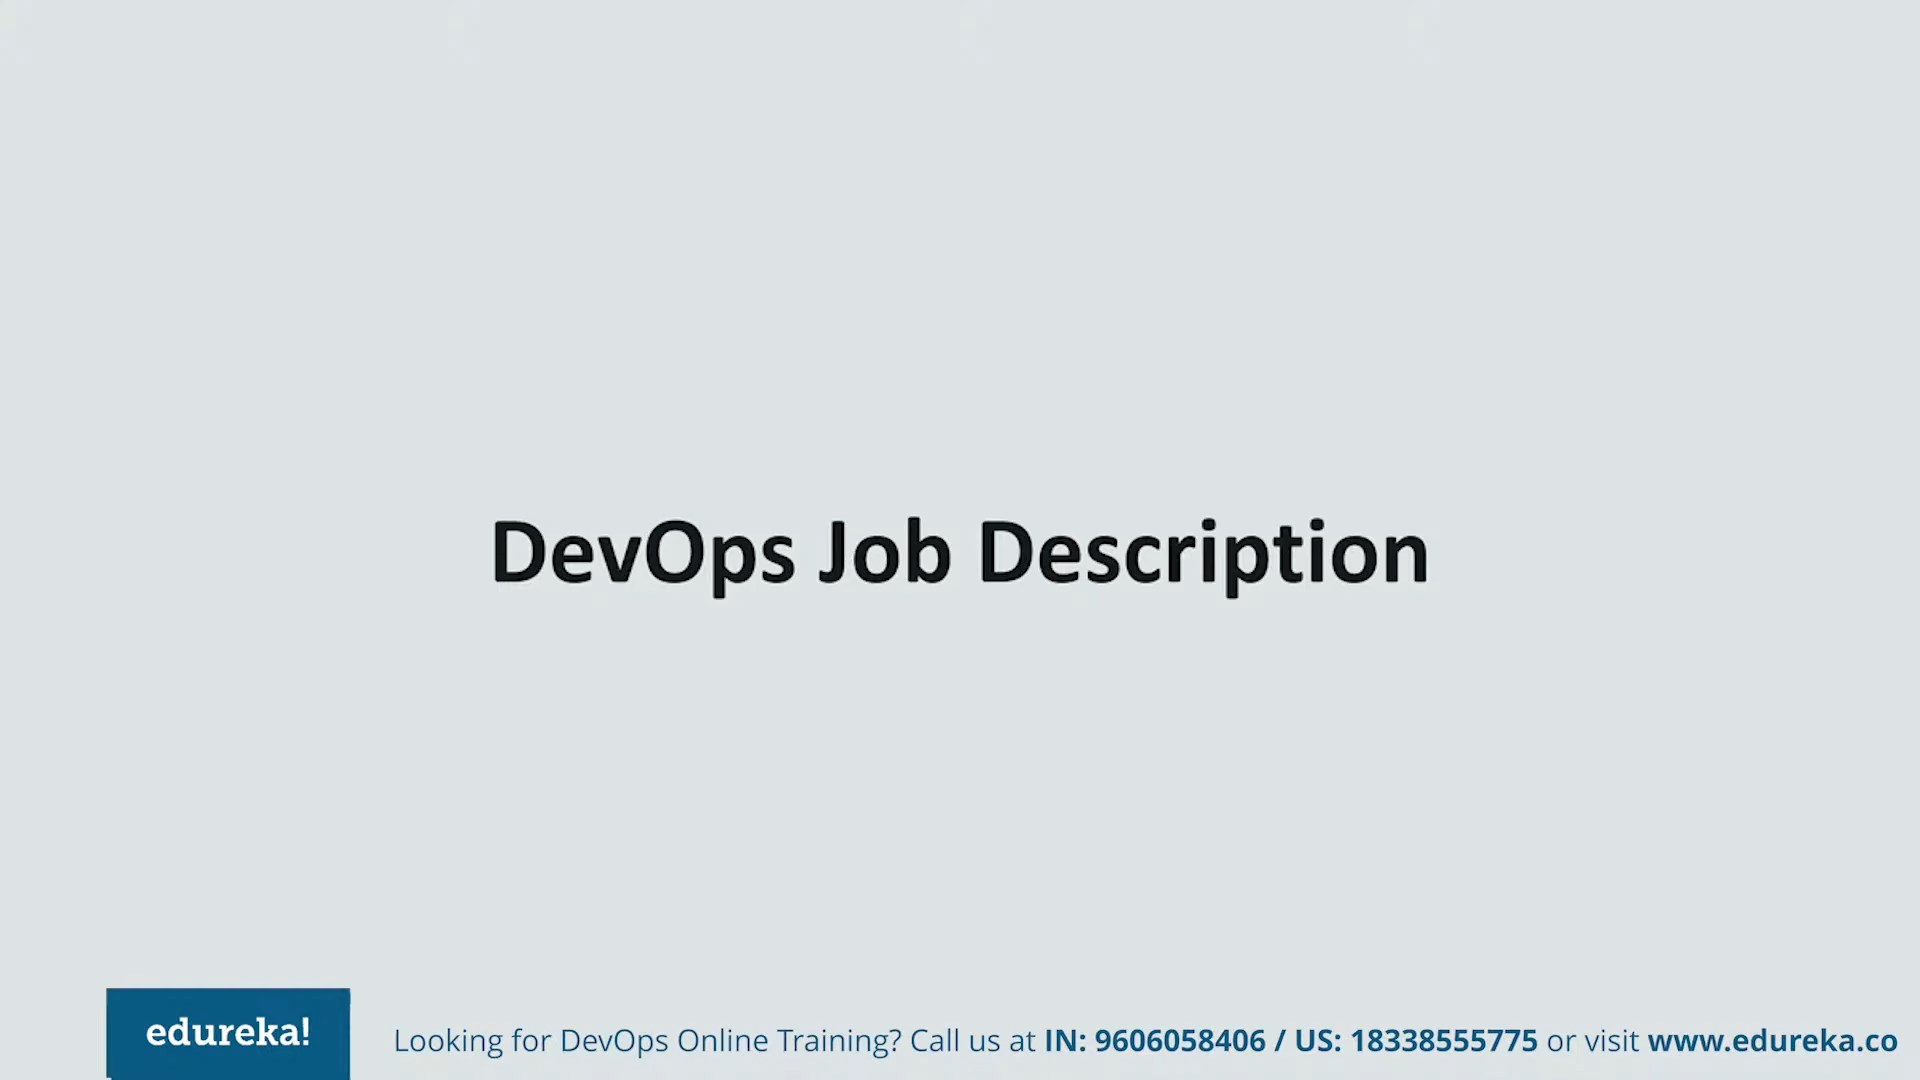 DevOps Job Description
edureka!
Looking for DevOps Online Training? Call us at IN: 9606058406 / US: 18338555775 or visit www.edureka.co